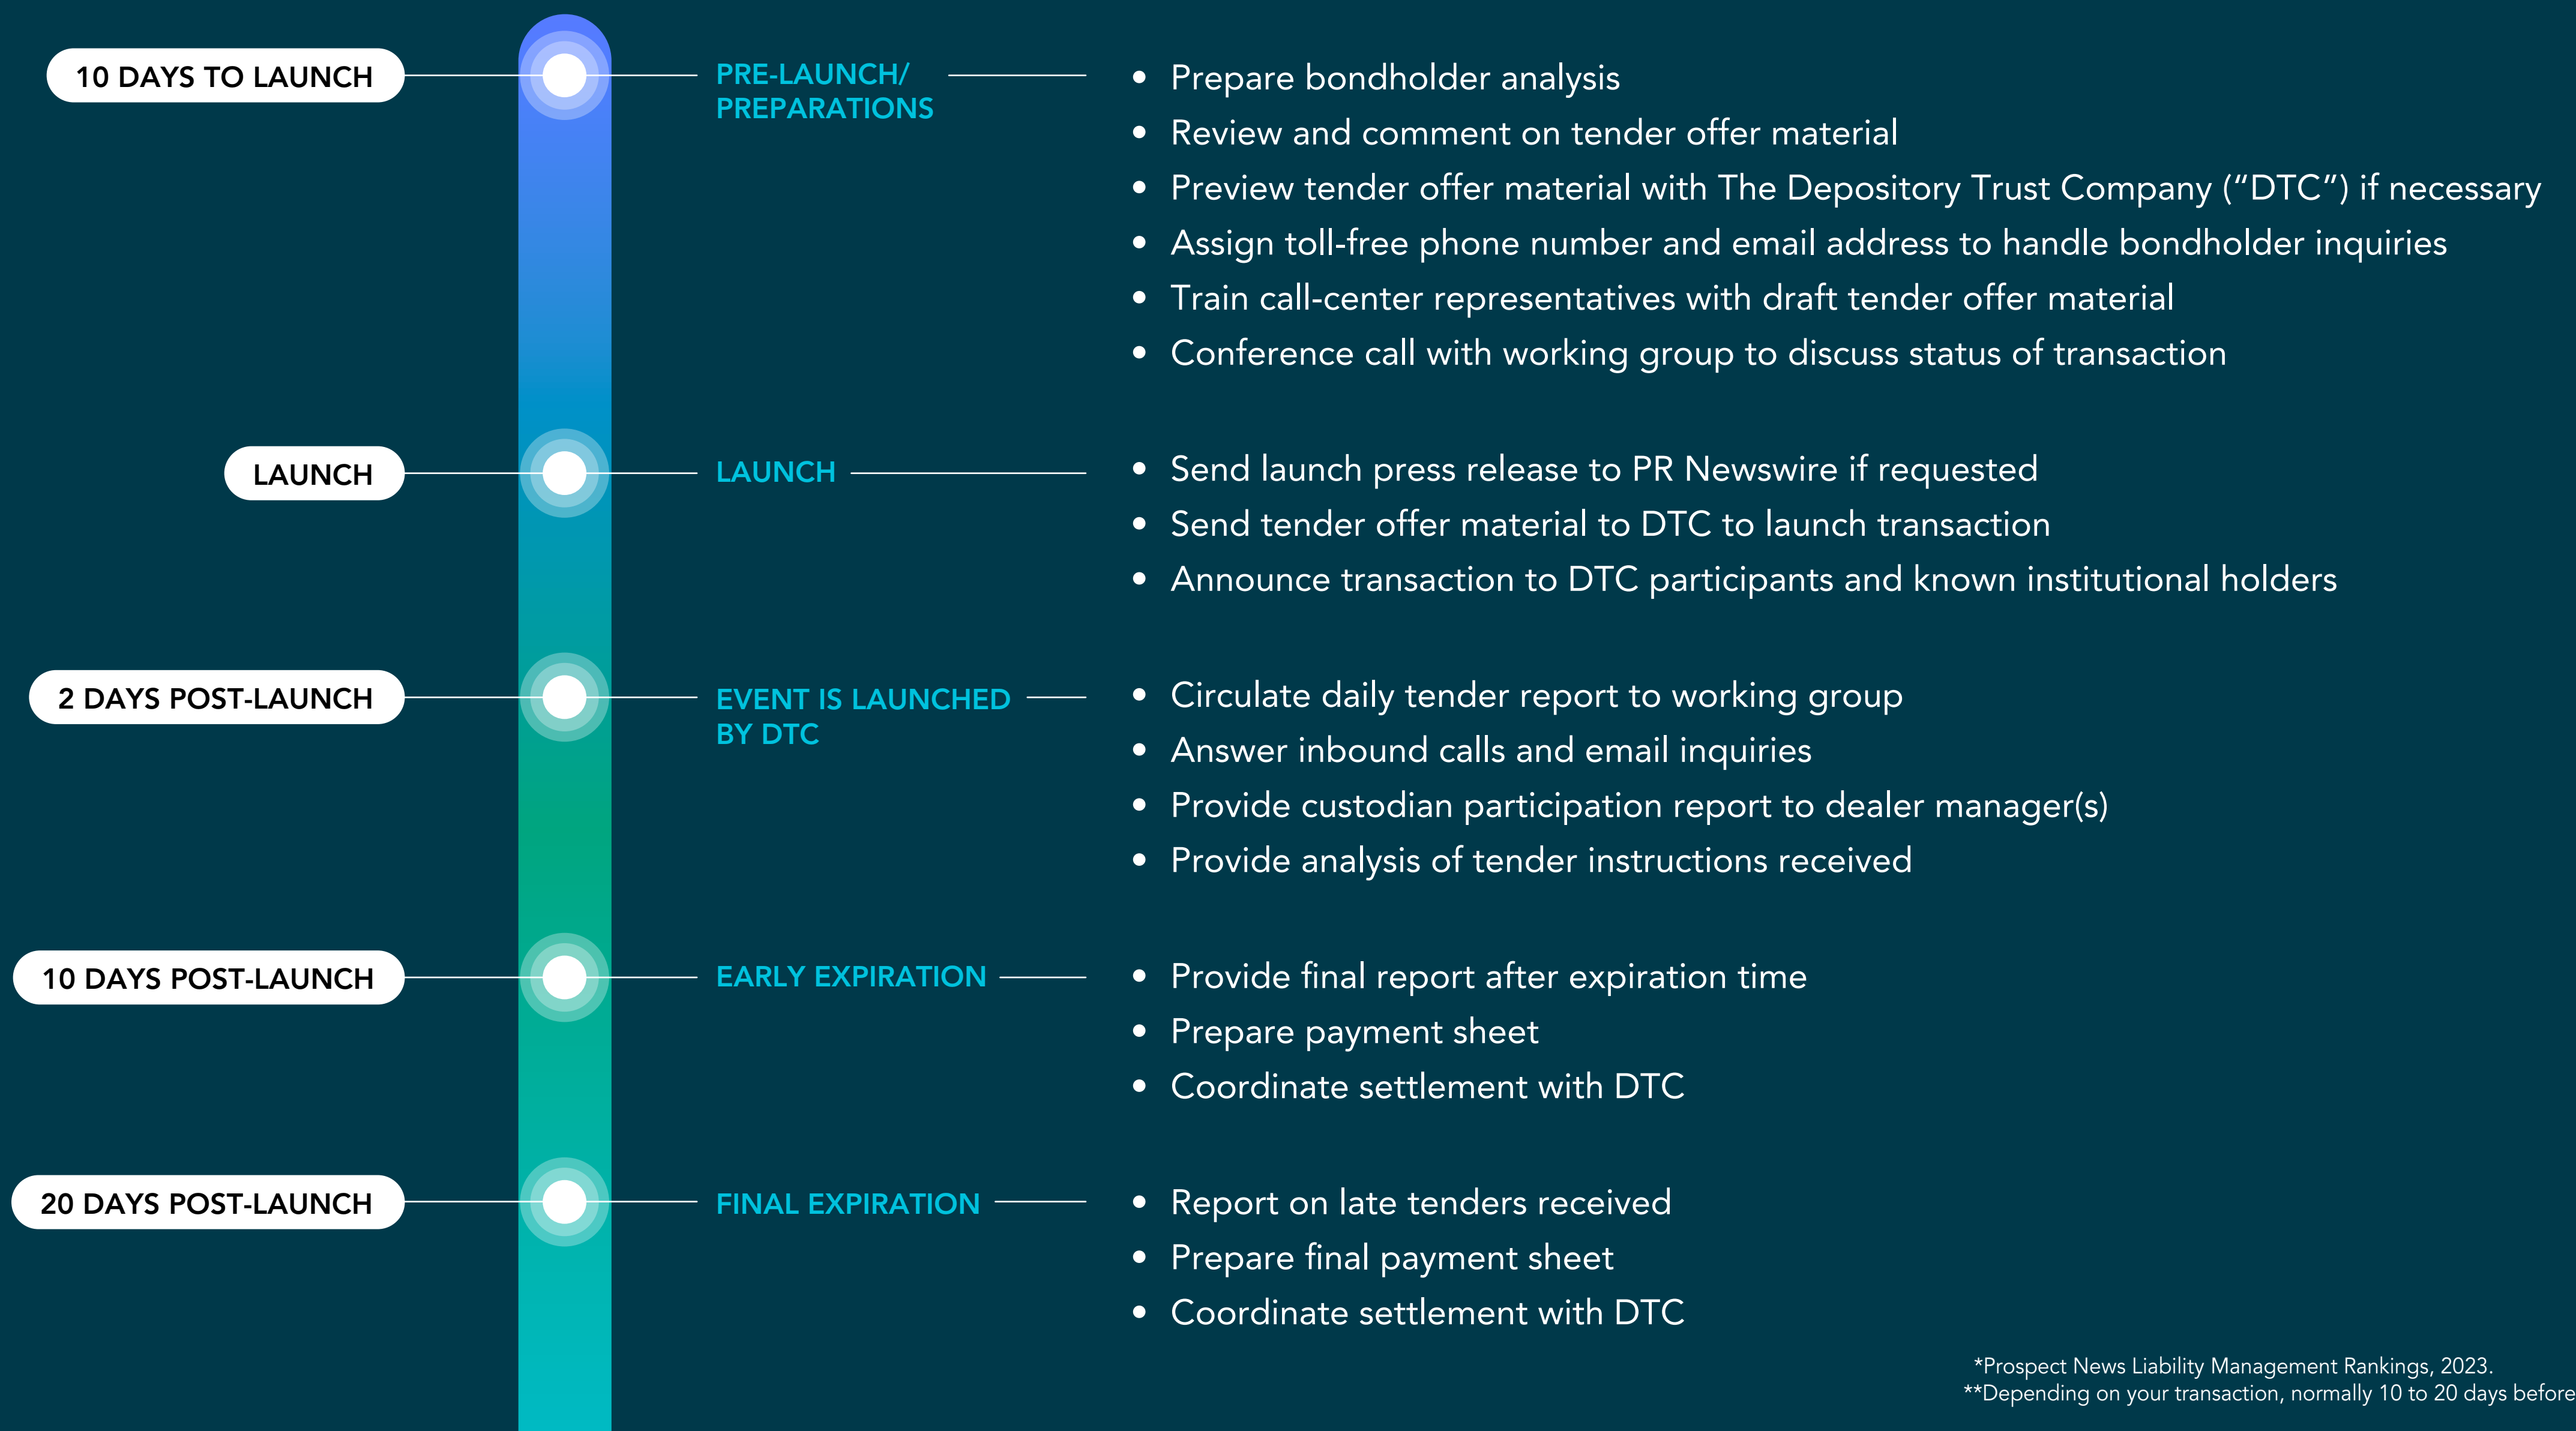 10 DAYS TO LAUNCH
PRE-LAUNCH/
PREPARATIONS
• Prepare bondholder analysis
• Review and comment on tender offer material
• Preview tender offer material with The Depository Trust Company (“DTC”) if necessary
• Assign toll-free phone number and email address to handle bondholder inquiries
• Train call-center representatives with draft tender offer material
• Conference call with working group to discuss status of transaction
LAUNCH
LAUNCH
• Send launch press release to PR Newswire if requested
• Send tender offer material to DTC to launch transaction
• Announce transaction to DTC participants and known institutional holders
2 DAYS POST-LAUNCH
EVENT IS LAUNCHED
BY DTC
• Circulate daily tender report to working group
• Answer inbound calls and email inquiries
• Provide custodian participation report to dealer manager(s)
• Provide analysis of tender instructions received
10 DAYS POST-LAUNCH
EARLY EXPIRATION
• Provide final report after expiration time
• Prepare payment sheet
• Coordinate settlement with DTC
20 DAYS POST-LAUNCH
FINAL EXPIRATION
• Report on late tenders received
• Prepare final payment sheet
• Coordinate settlement with DTC
*Prospect News Liability Management Rankings, 2023.
**Depending on your transaction, normally 10 to 20 days before